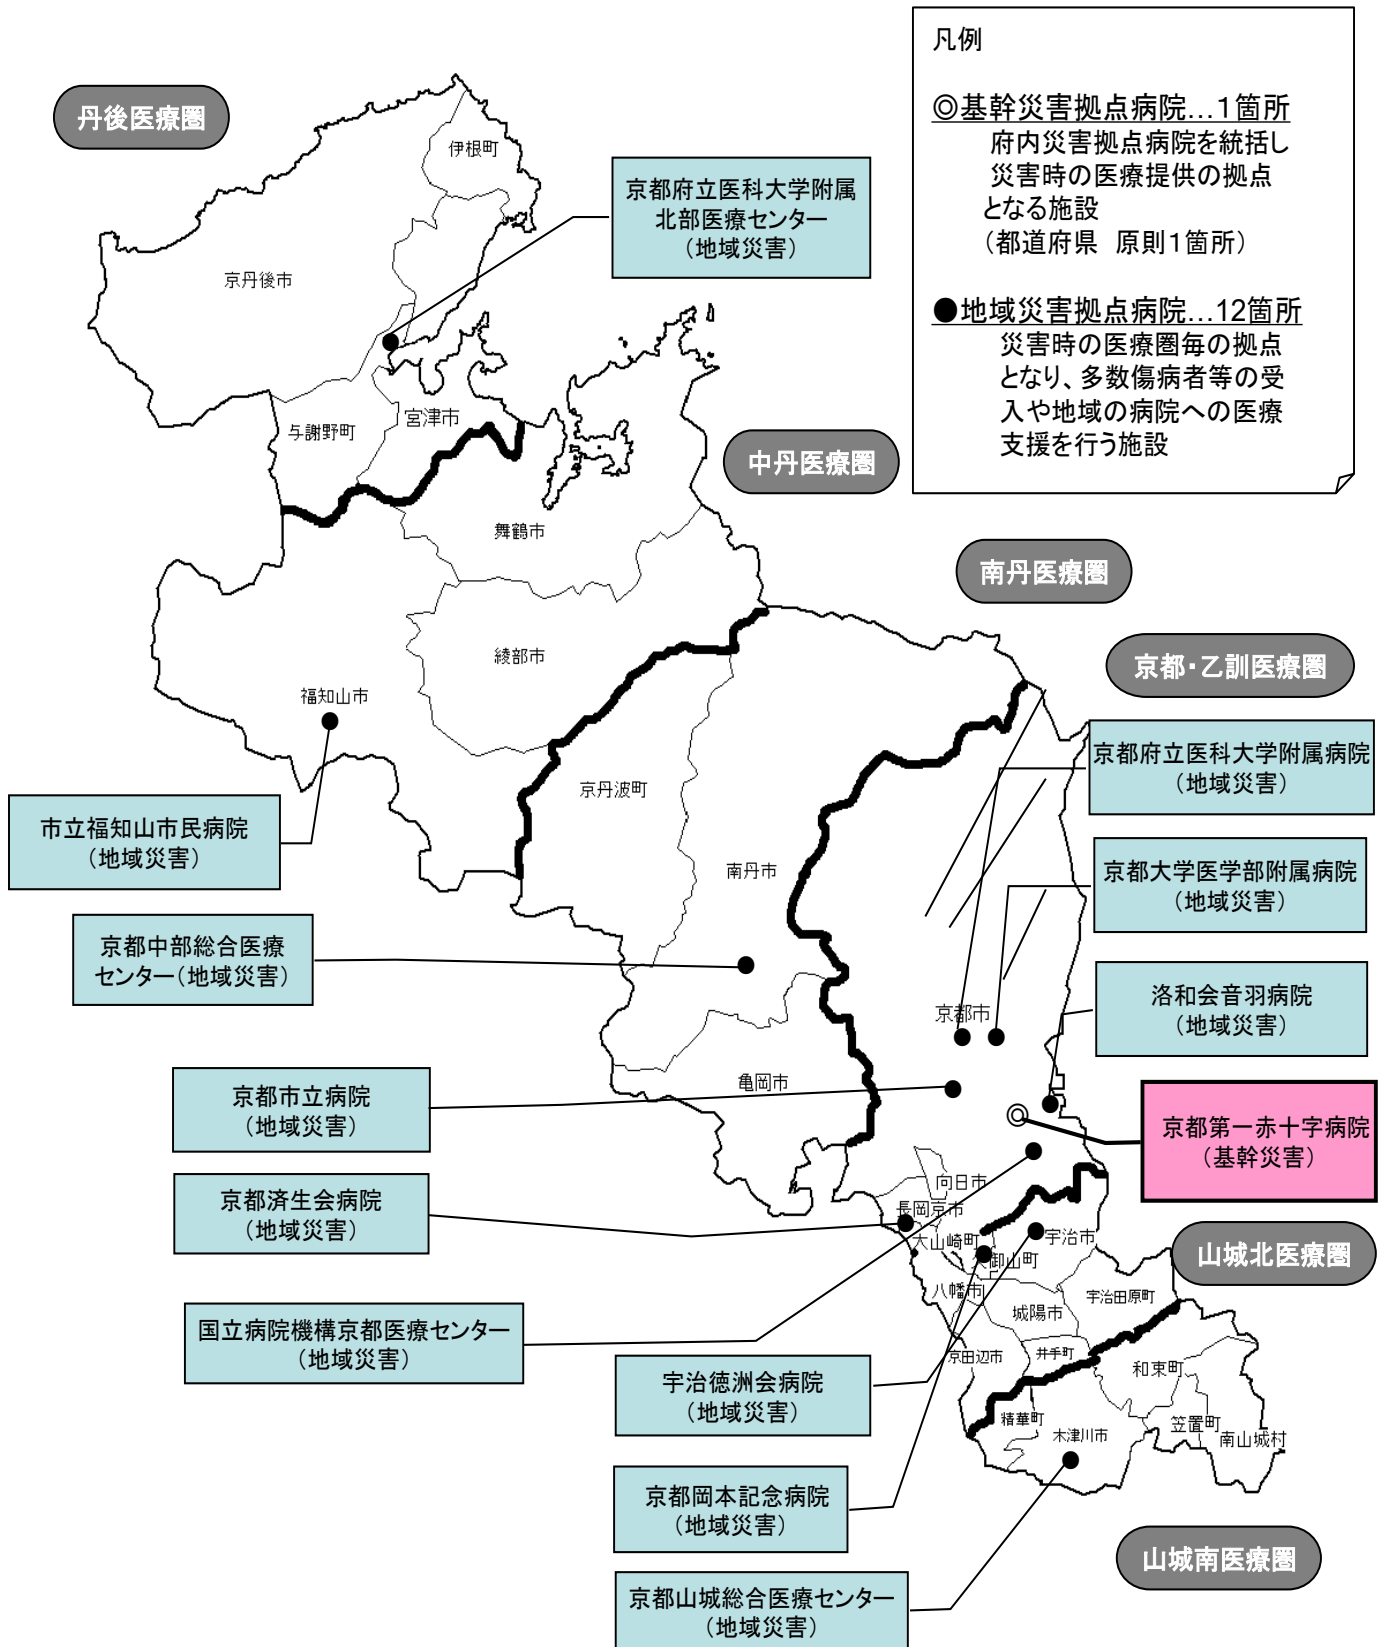 凡例
◎基幹災害拠点病院…1箇所
府内災害拠点病院を統括し
災害時の医療提供の拠点
となる施設
(都道府県 原則1箇所)
●地域災害拠点病院…12箇所
災害時の医療圏毎の拠点
となり、多数傷病者等の受
入や地域の病院への医療
支援を行う施設
丹後医療圏
伊根町
京都府立医科大学附属
北部医療センター
(地域災害)
京丹後市
宮津市
与謝野町
中丹医療圏
舞鶴市
南丹医療圏
綾部市
京都・乙訓医療圏
福知山市
京都府立医科大学附属病院
(地域災害)
京丹波町
市立福知山市民病院
(地域災害)
南丹市
京都大学医学部附属病院
(地域災害)
京都中部総合医療
センター(地域災害)
京都市
洛和会音羽病院
(地域災害)
亀岡市
京都市立病院
(地域災害)
京都第一赤十字病院
(基幹災害)
向日市
京都済生会病院
(地域災害)
長岡京市
大山崎町
宇治市
久御山町
山城北医療圏
八幡市
宇治田原町
城陽市
国立病院機構京都医療センター
(地域災害)
京田辺市
井手町
和束町
宇治徳洲会病院
(地域災害)
精華町
木津川市
笠置町
南山城村
京都岡本記念病院
(地域災害)
山城南医療圏
京都山城総合医療センター
(地域災害)